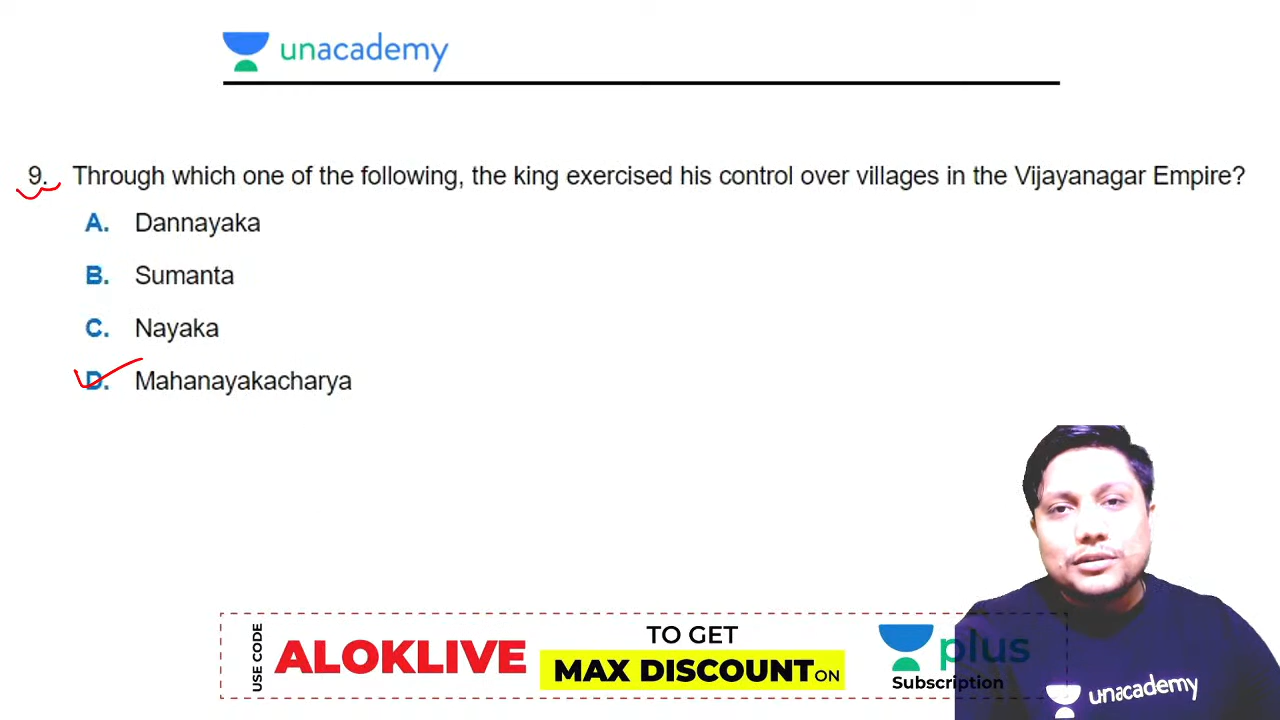 unacademy
9. Through which one of the following, the king exercised his control over villages in the Vijayanagar Empire?
A. Dannayaka
B. Sumanta
C. Nayaka
D. Mahanayakacharya
USE CODE
ALOKLIVE
TO GET
MAX DISCOUNT ON
plus
Subscription
unacademy